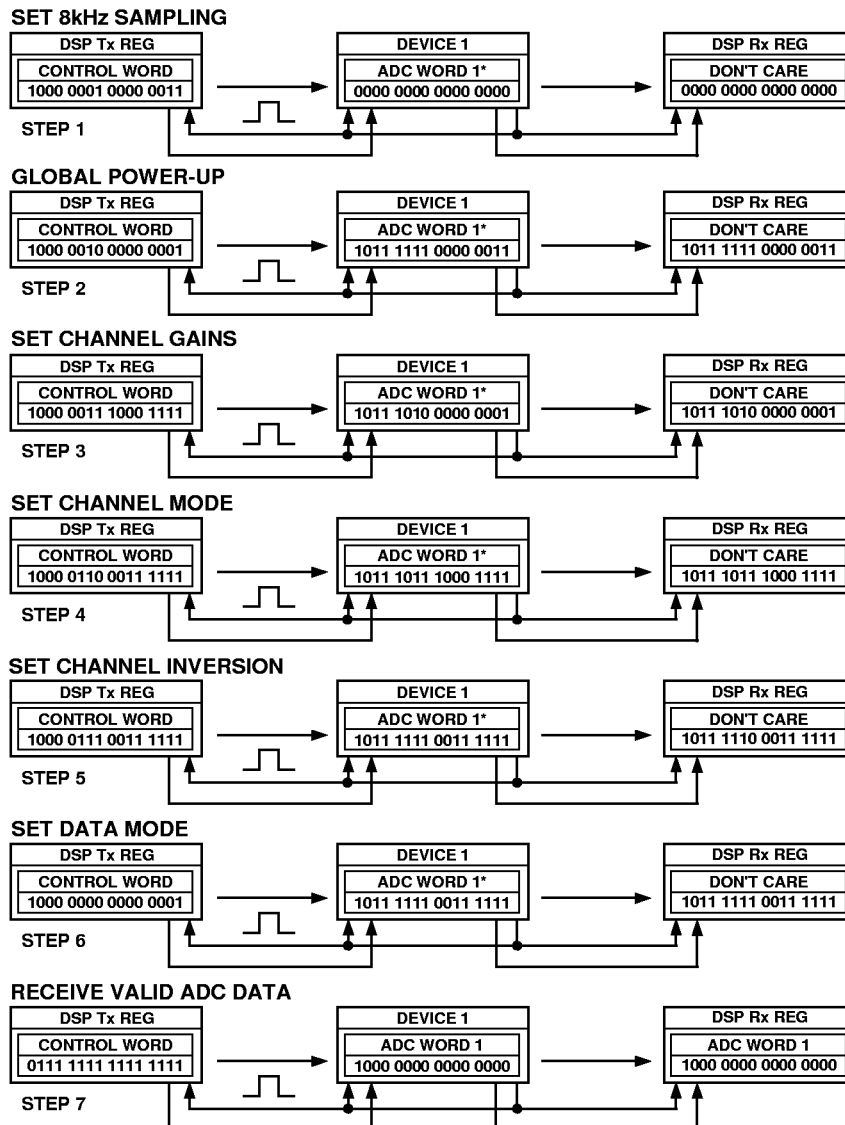 SET 8kHz SAMPLING
DSP Tx REG DEVICE 1 DSP Rx REG
CONTROL WORD ADC WORD 1* DON'T CARE
1000 0001 0000 0011 0000 0000 0000 0000 0000 0000 0000 0000
STEP 1
GLOBAL POWER-UP
DSP Tx REG DEVICE 1 DSP Rx REG
CONTROL WORD ADC WORD 1* DON'T CARE
1000 0010 0000 0001 1011 1111 0000 0011 1011 1111 0000 0011
STEP 2
SET CHANNEL GAINS
DSP Tx REG DEVICE 1 DSP Rx REG
CONTROL WORD ADC WORD 1* DON'T CARE
1000 0011 1000 1111 1011 1010 0000 0001 1011 1010 0000 0001
STEP 3
SET CHANNEL MODE
DSP Tx REG DEVICE 1 DSP Rx REG
CONTROL WORD ADC WORD 1* DON'T CARE
1000 0110 0011 1111 1011 1011 1000 1111 1011 1011 1000 1111
STEP 4
SET CHANNEL INVERSION
DSP Tx REG DEVICE 1 DSP Rx REG
CONTROL WORD ADC WORD 1* DON'T CARE
1000 0111 0011 1111 1011 1111 0011 1111 1011 1110 0011 1111
STEP 5
SET DATA MODE
DSP Tx REG DEVICE 1 DSP Rx REG
CONTROL WORD ADC WORD 1* DON'T CARE
1000 0000 0000 0001 1011 1111 0011 1111 1011 1111 0011 1111
STEP 6
RECEIVE VALID ADC DATA
DSP Tx REG DEVICE 1 DSP Rx REG
CONTROL WORD ADC WORD 1 ADC WORD 1
0111 1111 1111 1111 1000 0000 0000 0000 1000 0000 0000 0000
STEP 7